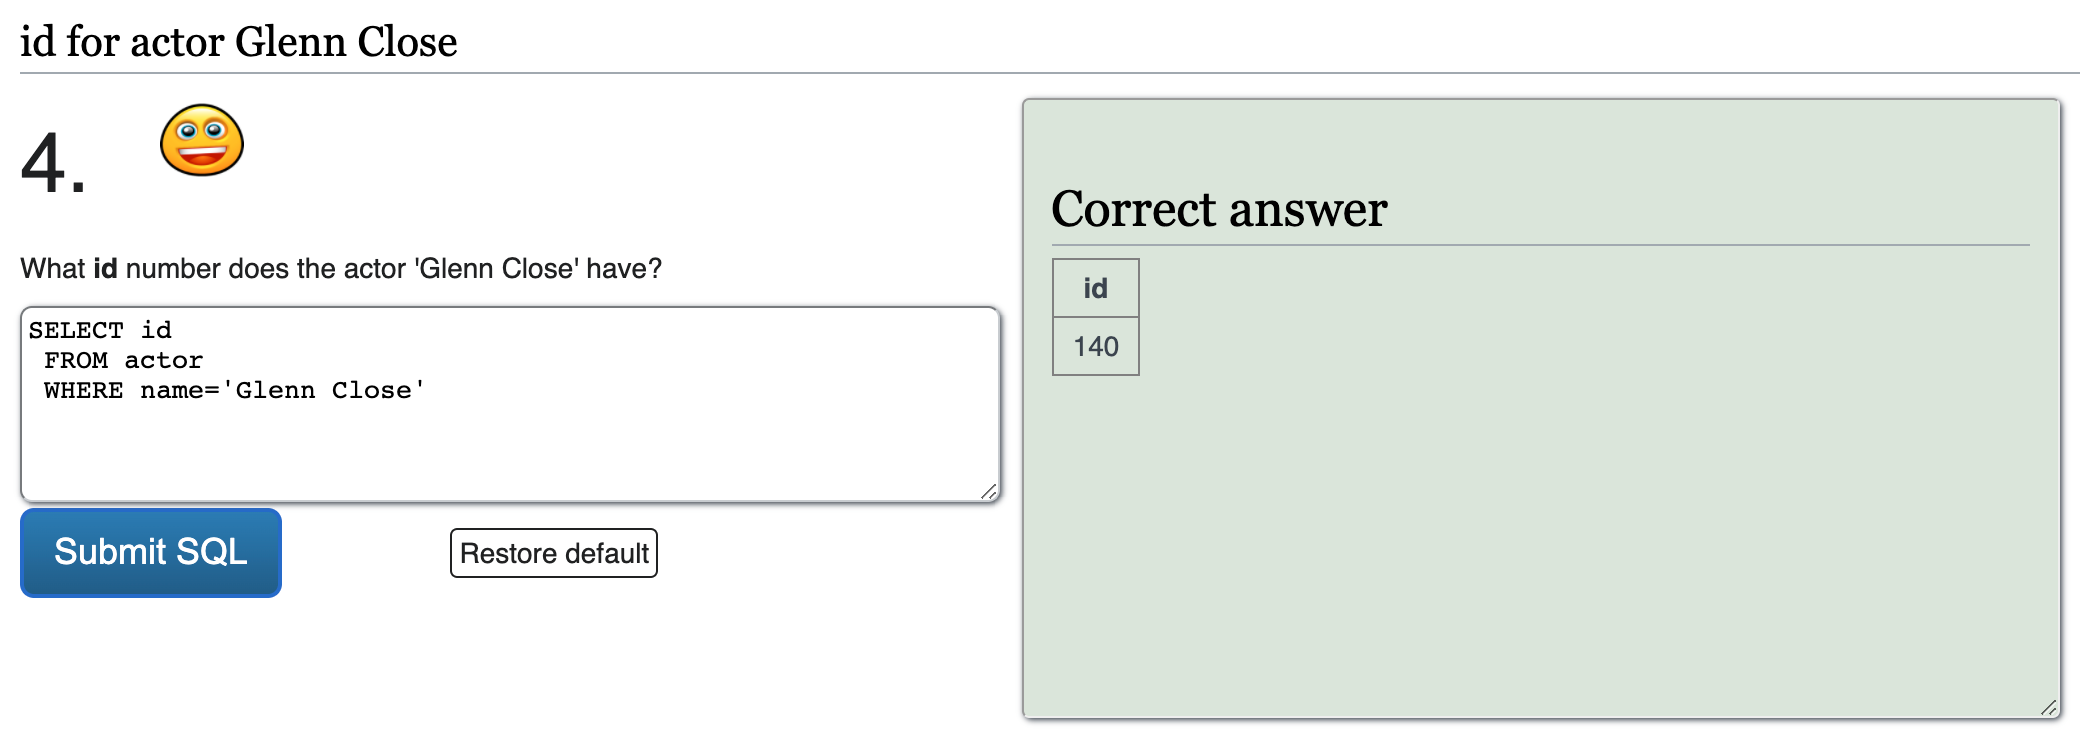 id for actor Glenn Close
4.
What id number does the actor 'Glenn Close' have?
SELECT id
FROM actor
WHERE name='Glenn Close'
Submit SQL
Restore default
Correct answer
id
140